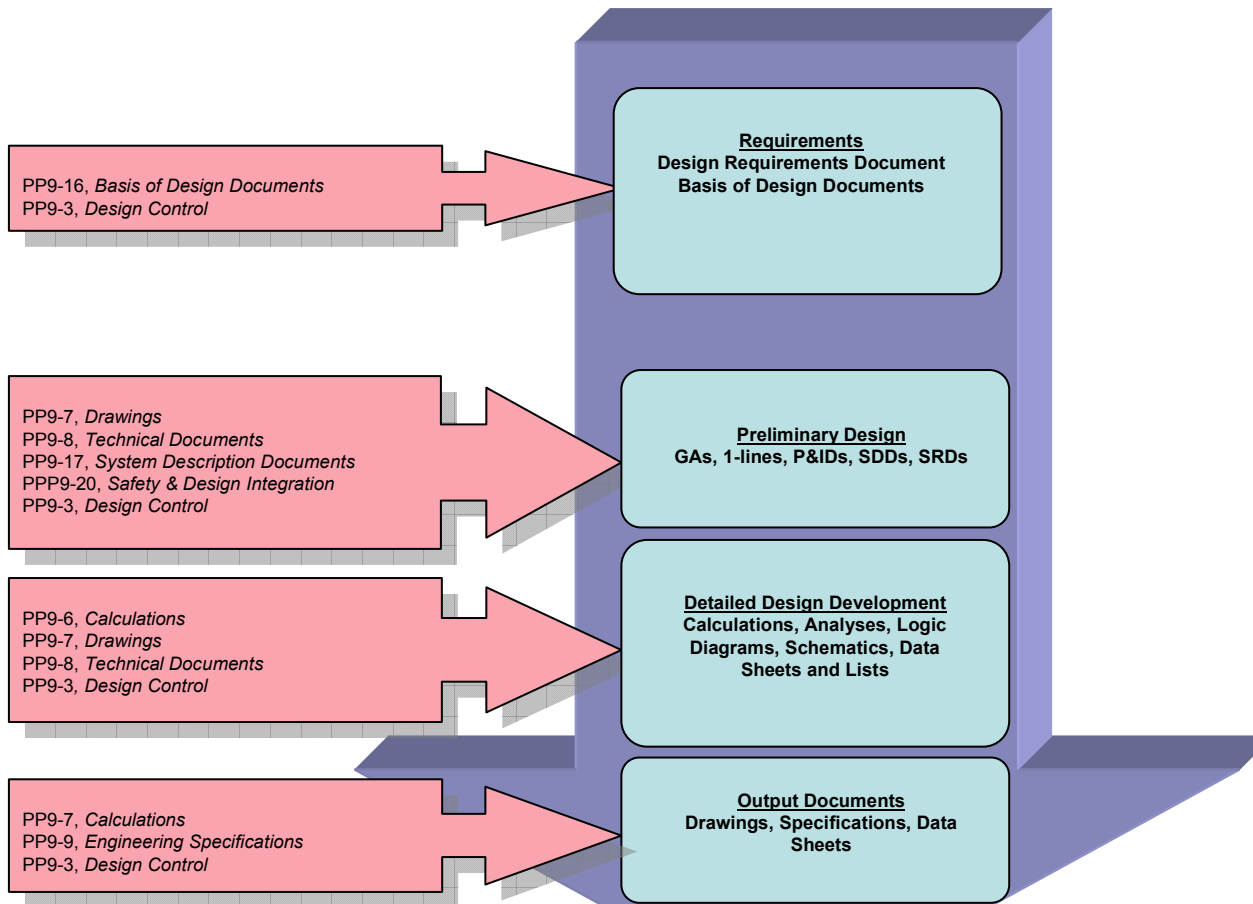 PP9-16, Basis of Design Documents
PP9-3, Design Control
Requirements
Design Requirements Document
Basis of Design Documents
PP9-7, Drawings
PP9-8, Technical Documents
PP9-17, System Description Documents
PPP9-20, Safety & Design Integration
PP9-3, Design Control
Preliminary Design
GAs, 1-lines, P&IDs, SDDs, SRDs
PP9-6, Calculations
PP9-7, Drawings
PP9-8, Technical Documents
PP9-3, Design Control
Detailed Design Development
Calculations, Analyses, Logic
Diagrams, Schematics, Data
Sheets and Lists
PP9-7, Calculations
PP9-9, Engineering Specifications
PP9-3, Design Control
Output Documents
Drawings, Specifications, Data
Sheets